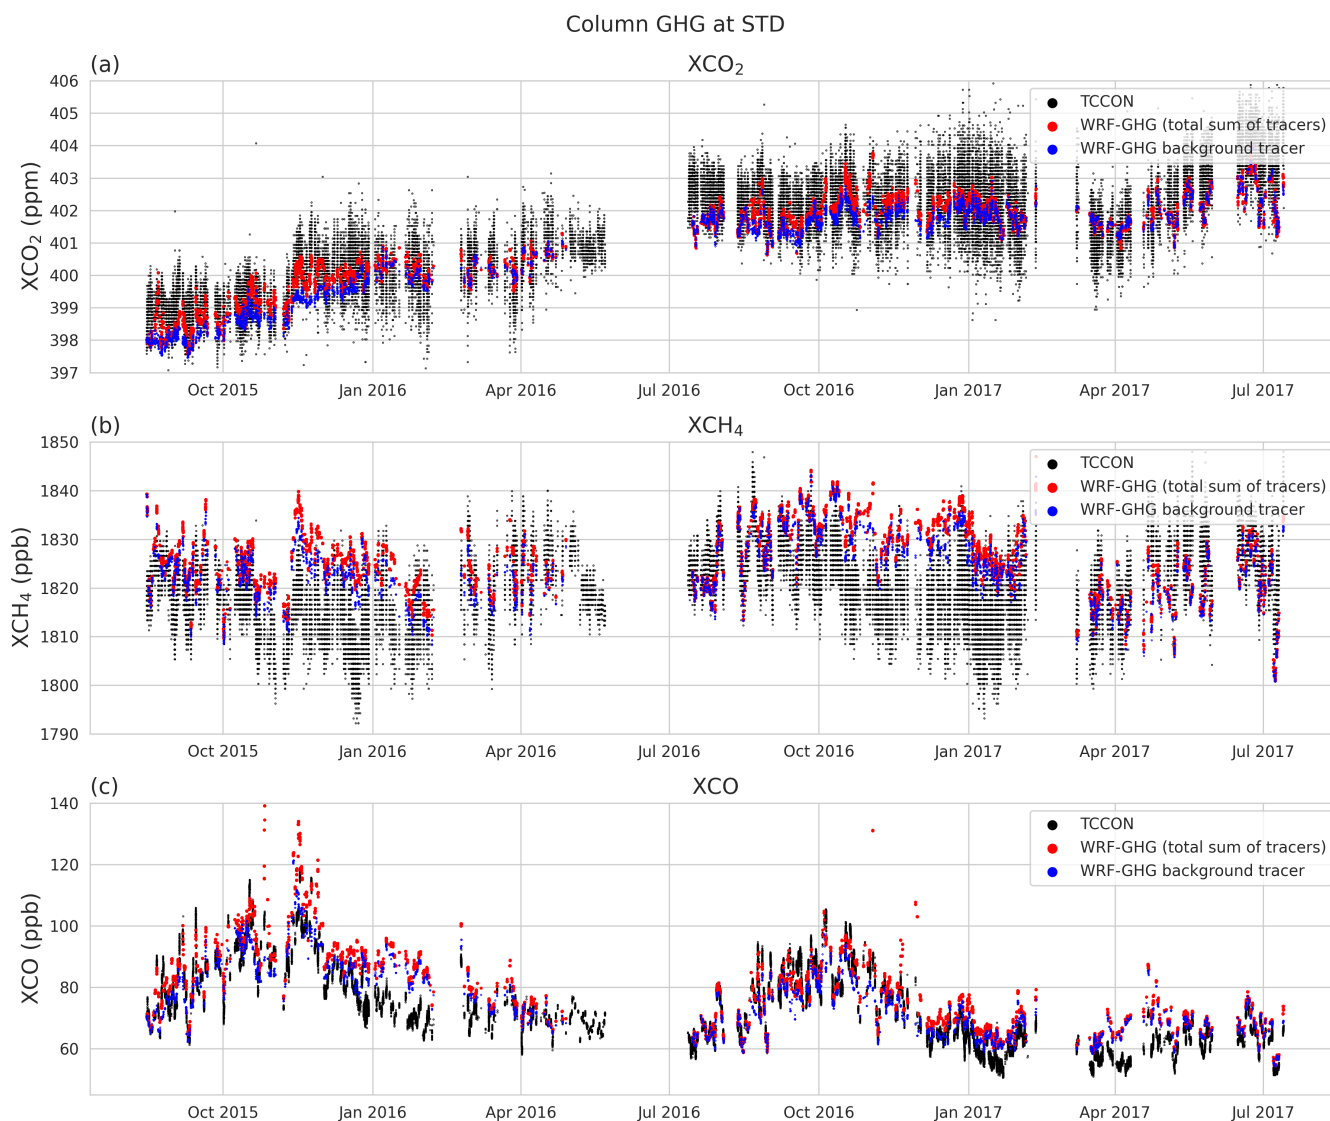 Column GHG at STD
(a)
XCO₂
406
405
404
403
402
401
400
399
398
397
XCO₂ (ppm)
TCCON
WRF-GHG (total sum of tracers)
WRF-GHG background tracer
Oct 2015
Jan 2016
Apr 2016
Jul 2016
Oct 2016
Jan 2017
Apr 2017
Jul 2017
(b)
XCH₄
1850
1840
1830
1820
1810
1800
1790
XCH₄ (ppb)
TCCON
WRF-GHG (total sum of tracers)
WRF-GHG background tracer
Oct 2015
Jan 2016
Apr 2016
Jul 2016
Oct 2016
Jan 2017
Apr 2017
Jul 2017
(c)
XCO
140
120
100
80
60
XCO (ppb)
TCCON
WRF-GHG (total sum of tracers)
WRF-GHG background tracer
Oct 2015
Jan 2016
Apr 2016
Jul 2016
Oct 2016
Jan 2017
Apr 2017
Jul 2017